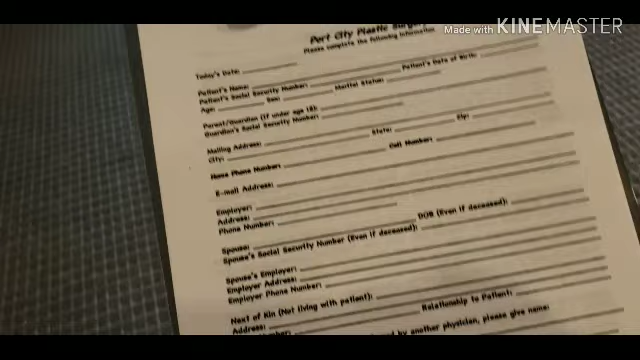 Made with KINEMASTER
Port City Plastic Surgery
Please complete the following information
Today's Date:
Patient's Name: Patient's Date of Birth:
Patient's Social Security Number: Marital Status:
Age: Sex:
Parent/Guardian (if under age 18):
Guardian's Social Security Number:
Mailing Address:
City: State: Zip:
Home Phone Number: Cell Number:
E-mail Address:
Employer:
Address:
Phone Number:
Spouse: DOB (Even if deceased):
Spouse's Social Security Number (Even if deceased):
Spouse's Employer:
Employer Address:
Employer Phone Number:
Next of Kin (Not living with patient): Relationship to Patient:
Address:
Number:
by another physician, please give name: